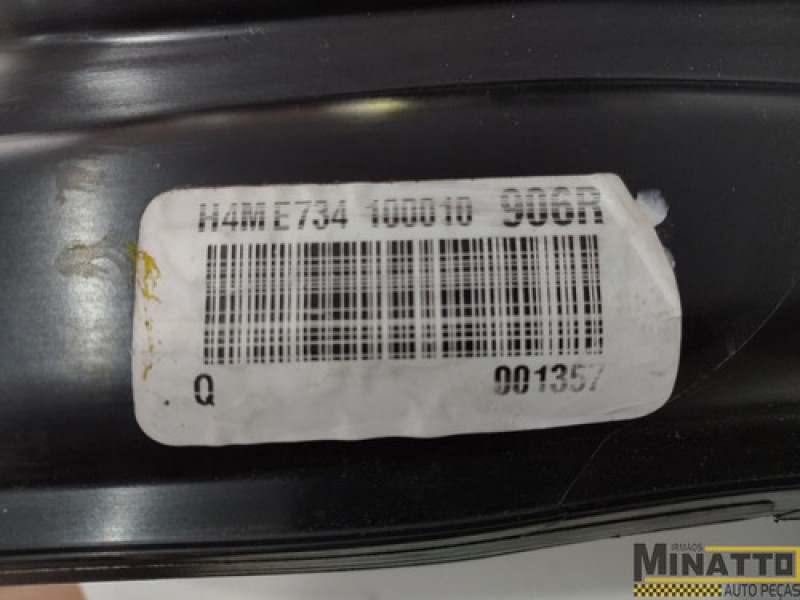 H4M E734 100010 906R
Q 001357
IRMÃOS
MINATTO
AUTO PEÇAS